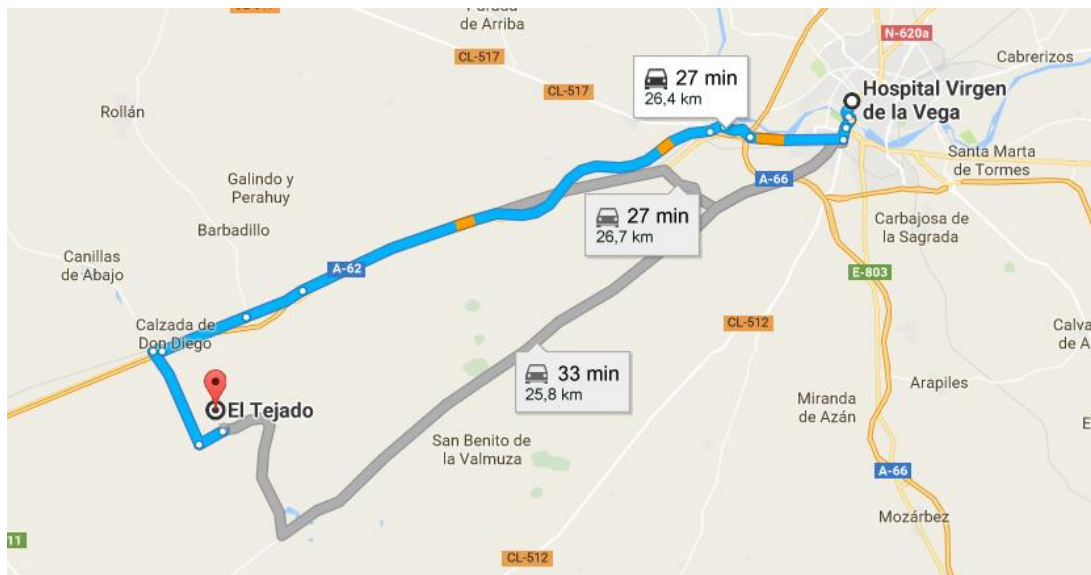 de Arriba
N-620a
CL-517
Cabrerizos
27 min
26,4 km
CL-517
Hospital Virgen
de la Vega
Rollán
Santa Marta
de Tormes
A-66
Galindo y
Perahuy
27 min
26,7 km
Carbajosa de
la Sagrada
Barbadillo
Canillas
de Abajo
A-62
E-803
Calzada de
Don Diego
CL-512
33 min
25,8 km
Arapiles
Miranda
de Azán
El Tejado
San Benito de
la Valmuza
A-66
Mozárbez
11
CL-512